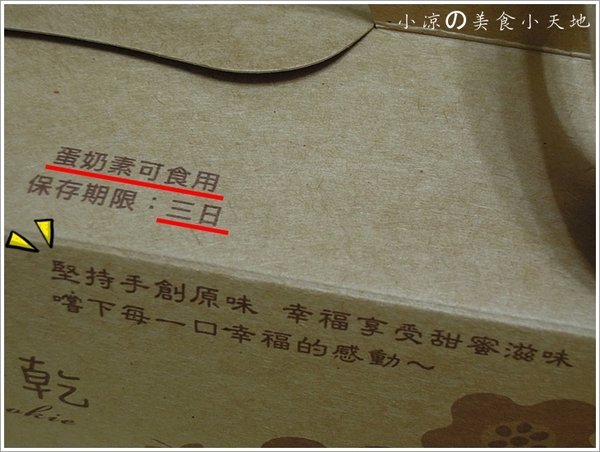 小涼の美食小天地
蛋奶素可食用
保存期限：三日
堅持手創原味 幸福享受甜蜜滋味
嚐下每一口幸福的感動～
乾
okie